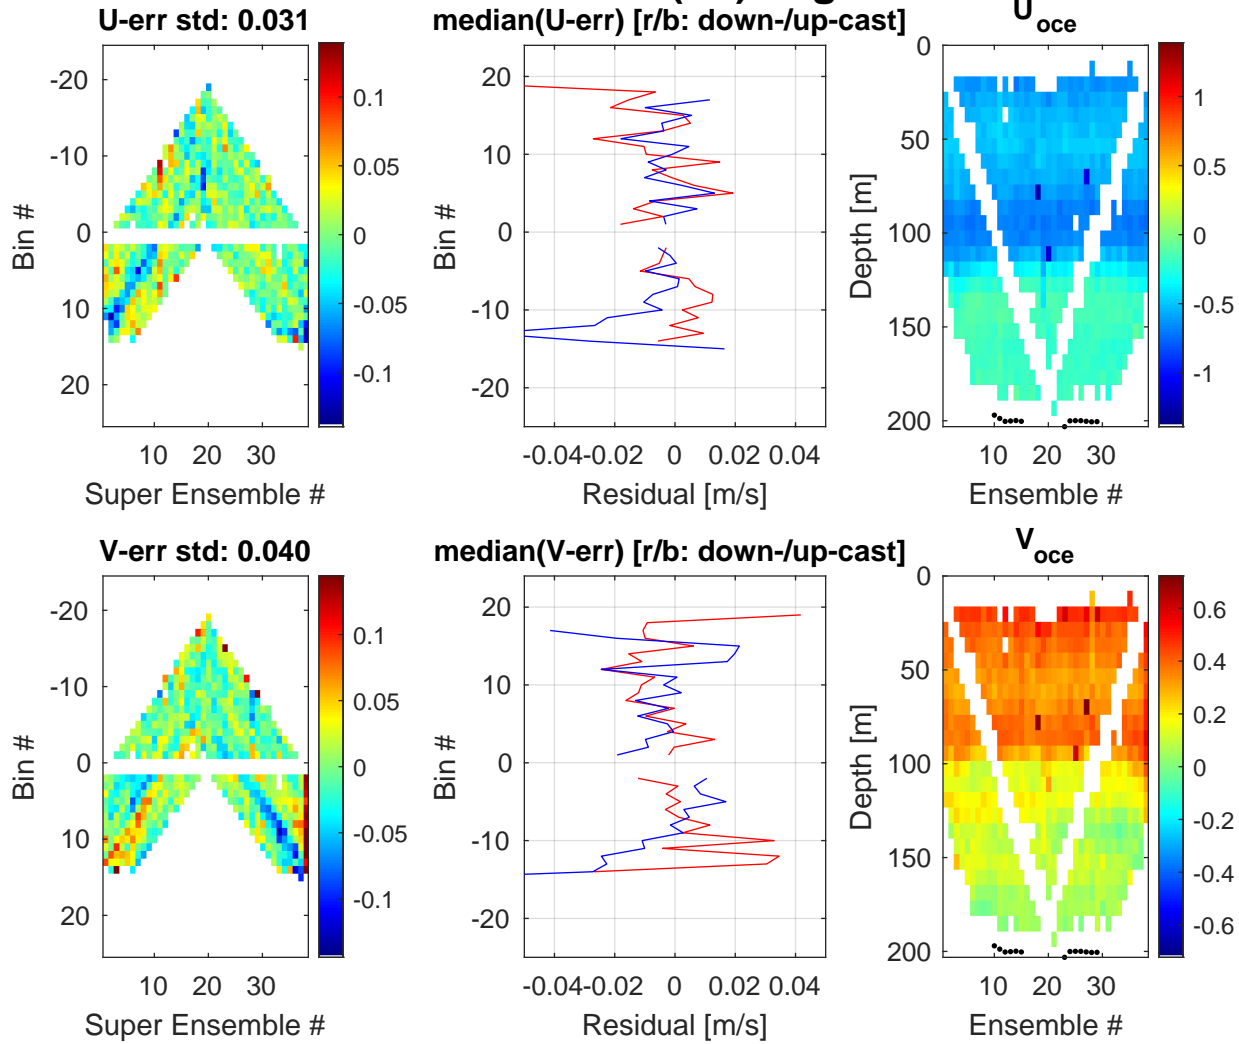 U-err std: 0.031
median(U-err) [r/b: down-/up-cast]
U_oce
-20
-10
0
10
20
Bin #
10 20 30
Super Ensemble #
0.1
0.05
0
-0.05
-0.1
20
10
0
-10
-20
Bin #
-0.04 -0.02 0 0.02 0.04
Residual [m/s]
0
50
100
150
200
Depth [m]
10 20 30
Ensemble #
1
0.5
0
-0.5
-1
V-err std: 0.040
median(V-err) [r/b: down-/up-cast]
V_oce
-20
-10
0
10
20
Bin #
10 20 30
Super Ensemble #
0.1
0.05
0
-0.05
-0.1
20
10
0
-10
-20
Bin #
-0.04 -0.02 0 0.02 0.04
Residual [m/s]
0
50
100
150
200
Depth [m]
10 20 30
Ensemble #
0.6
0.4
0.2
0
-0.2
-0.4
-0.6